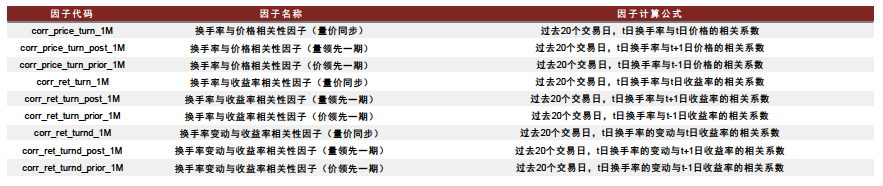 因子代码 因子名称 因子计算公式
corr_price_turn_1M 换手率与价格相关性因子（量价同步） 过去20个交易日，t日换手率与t日价格的相关系数
corr_price_turn_post_1M 换手率与价格相关性因子（量领先一期） 过去20个交易日，t日换手率与t+1日价格的相关系数
corr_price_turn_prior_1M 换手率与价格相关性因子（价领先一期） 过去20个交易日，t日换手率与t-1日价格的相关系数
corr_ret_turn_1M 换手率与收益率相关性因子（量价同步） 过去20个交易日，t日换手率与t日收益率的相关系数
corr_ret_turn_post_1M 换手率与收益率相关性因子（量领先一期） 过去20个交易日，t日换手率与t+1日收益率的相关系数
corr_ret_turn_prior_1M 换手率与收益率相关性因子（价领先一期） 过去20个交易日，t日换手率与t-1日收益率的相关系数
corr_ret_turnd_1M 换手率变动与收益率相关性因子（量价同步） 过去20个交易日，t日换手率的变动与t日收益率的相关系数
corr_ret_turnd_post_1M 换手率变动与收益率相关性因子（量领先一期） 过去20个交易日，t日换手率的变动与t+1日收益率的相关系数
corr_ret_turnd_prior_1M 换手率变动与收益率相关性因子（价领先一期） 过去20个交易日，t日换手率的变动与t-1日收益率的相关系数